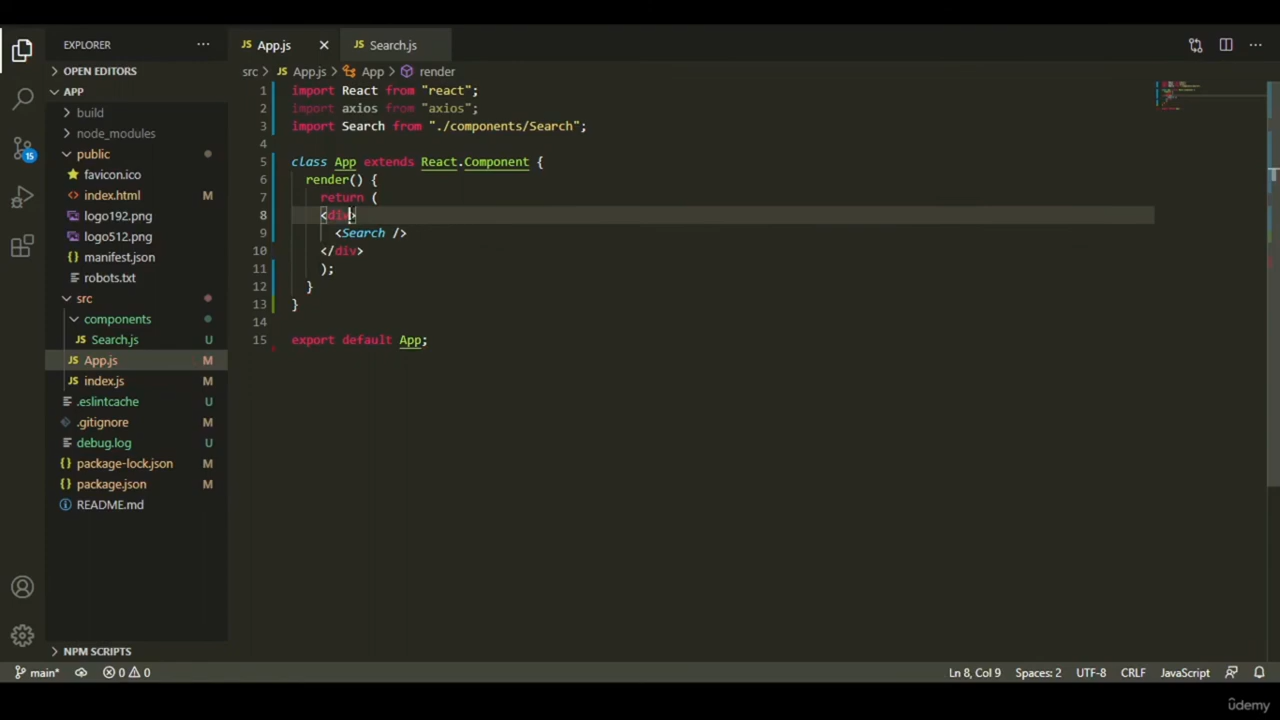 EXPLORER
App.js
Search.js
OPEN EDITORS
src > App.js > App > render
APP
build
node_modules
public
favicon.ico
index.html M
logo192.png
logo512.png
manifest.json
robots.txt
src
components
Search.js U
App.js M
index.js M
.eslintcache U
.gitignore M
debug.log U
package-lock.json M
package.json M
README.md
NPM SCRIPTS
15
1 import React from "react";
2 import axios from "axios";
3 import Search from "./components/Search";
4
5 class App extends React.Component {
6 render() {
7 return (
8 <div>
9 <Search />
10 </div>
11 );
12 }
13 }
14
15 export default App;
main* 0 0 Ln 8, Col 9 Spaces: 2 UTF-8 CRLF JavaScript
udemy